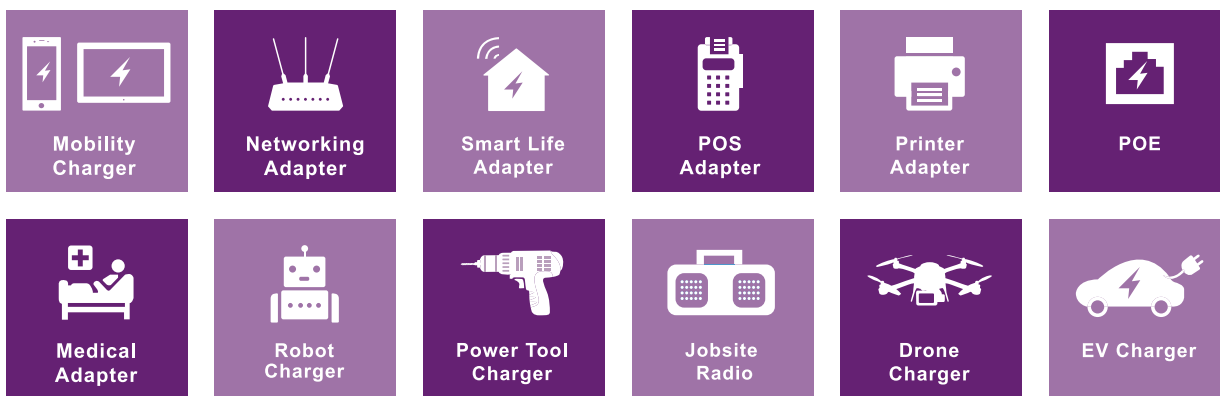 Mobility
Charger
Networking
Adapter
Smart Life
Adapter
POS
Adapter
Printer
Adapter
POE
Medical
Adapter
Robot
Charger
Power Tool
Charger
Jobsite
Radio
Drone
Charger
EV Charger